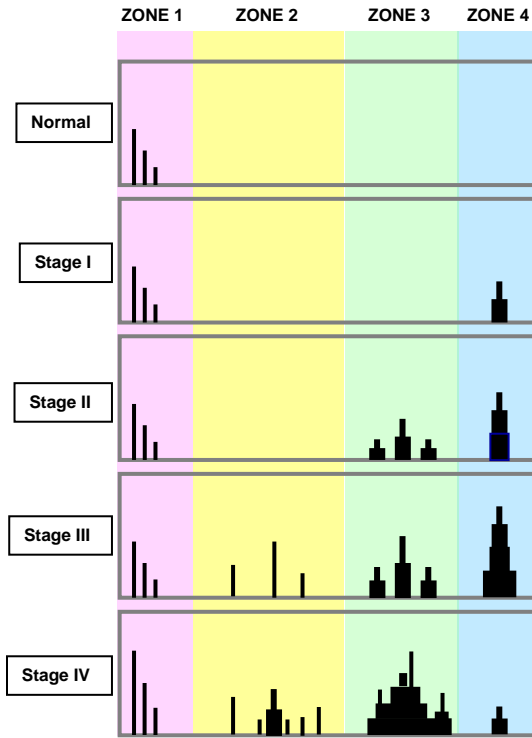 ZONE 1 ZONE 2 ZONE 3 ZONE 4
Normal
Stage I
Stage II
Stage III
Stage IV